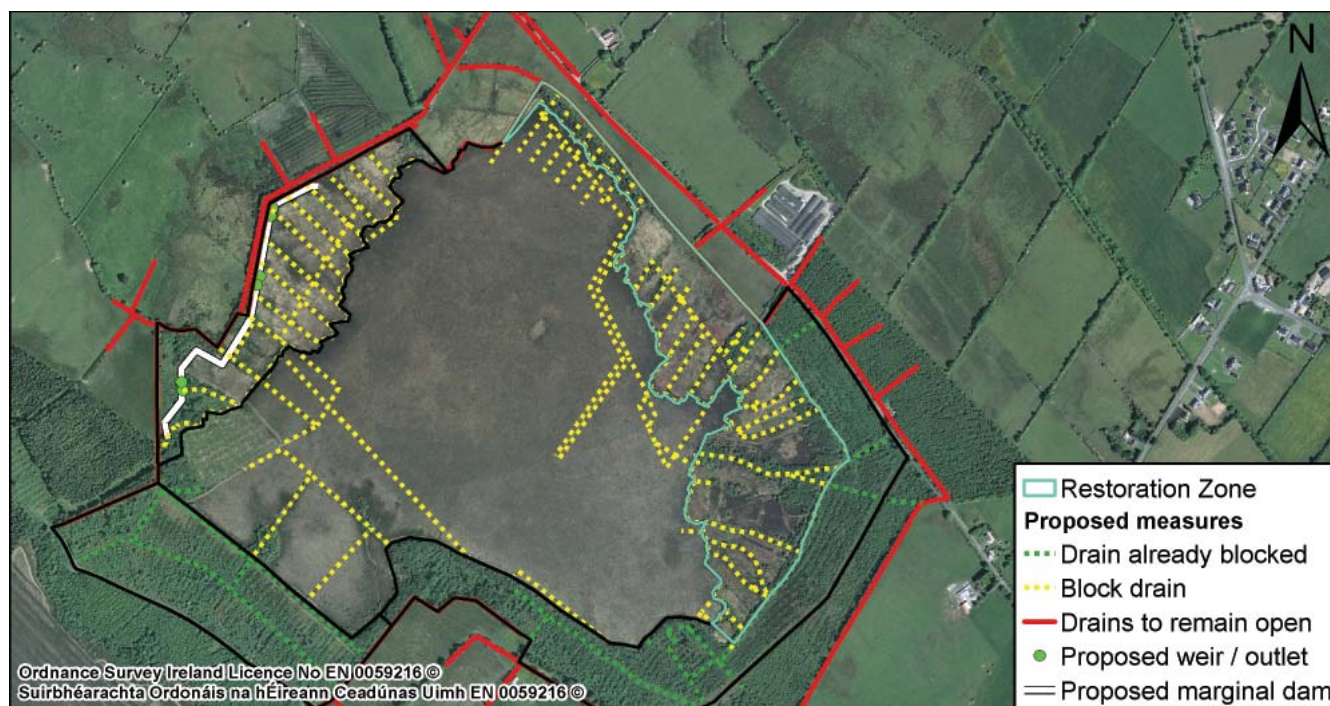 N
Restoration Zone
Proposed measures
Drain already blocked
Block drain
Drains to remain open
Proposed weir / outlet
Proposed marginal dam
Ordnance Survey Ireland Licence No EN 0059216 ©
Suirbhéarachta Ordonáis na hÉireann Ceadúnas Uimh EN 0059216 ©